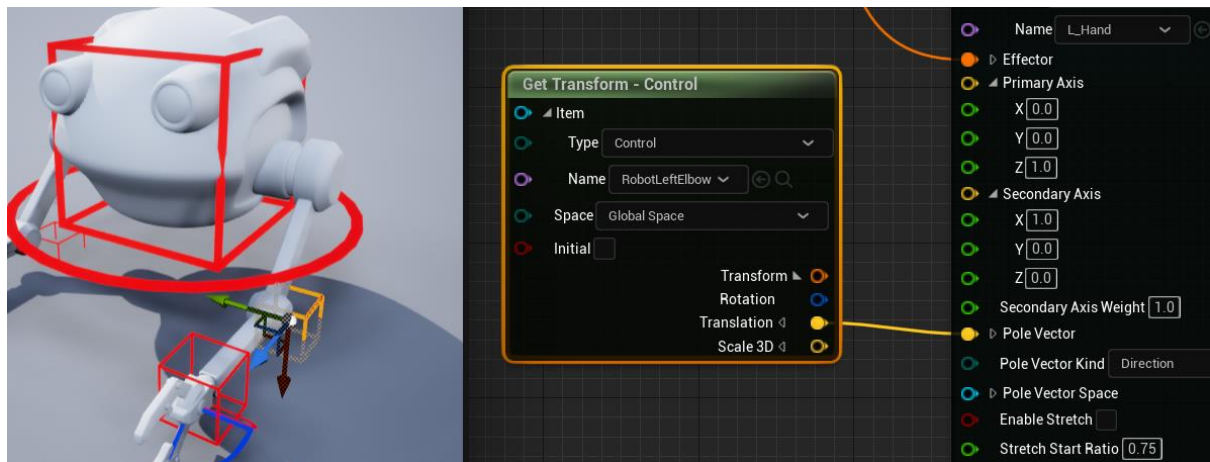 Get Transform - Control
Item
Type Control
Name RobotLeftElbow
Space Global Space
Initial
Transform
Rotation
Translation
Scale 3D
Name L_Hand
Effector
Primary Axis
X 0.0
Y 0.0
Z 1.0
Secondary Axis
X 1.0
Y 0.0
Z 0.0
Secondary Axis Weight 1.0
Pole Vector
Pole Vector Kind Direction
Pole Vector Space
Enable Stretch
Stretch Start Ratio 0.75